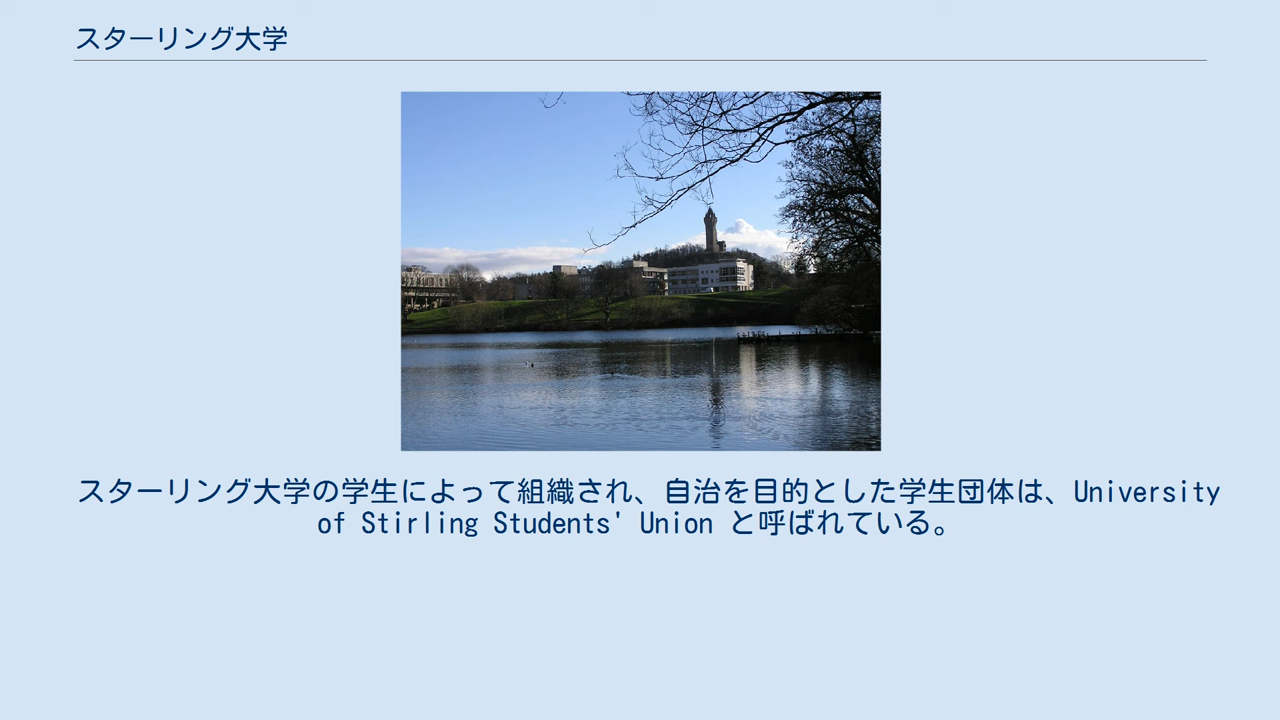 スターリング大学
スターリング大学の学生によって組織され、自治を目的とした学生団体は、University
of Stirling Students' Union と呼ばれている。